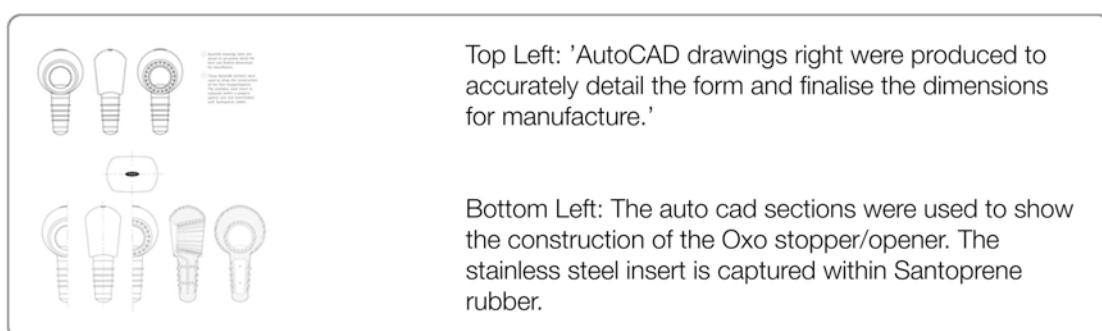 Top Left: ’AutoCAD drawings right were produced to
accurately detail the form and finalise the dimensions
for manufacture.’
Bottom Left: The auto cad sections were used to show
the construction of the Oxo stopper/opener. The
stainless steel insert is captured within Santoprene
rubber.